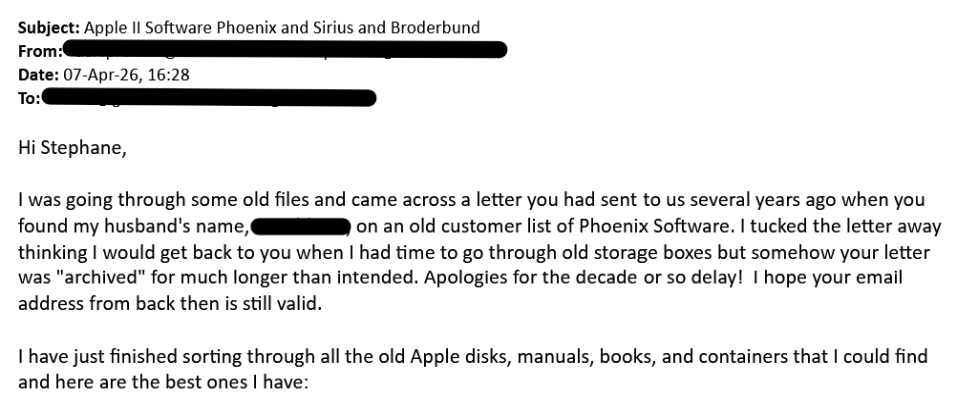 Subject: Apple II Software Phoenix and Sirius and Broderbund
From:
Date: 07-Apr-26, 16:28
To:
Hi Stephane,
I was going through some old files and came across a letter you had sent to us several years ago when you
found my husband's name, on an old customer list of Phoenix Software. I tucked the letter away
thinking I would get back to you when I had time to go through old storage boxes but somehow your letter
was "archived" for much longer than intended. Apologies for the decade or so delay!  I hope your email
address from back then is still valid.
I have just finished sorting through all the old Apple disks, manuals, books, and containers that I could find
and here are the best ones I have: